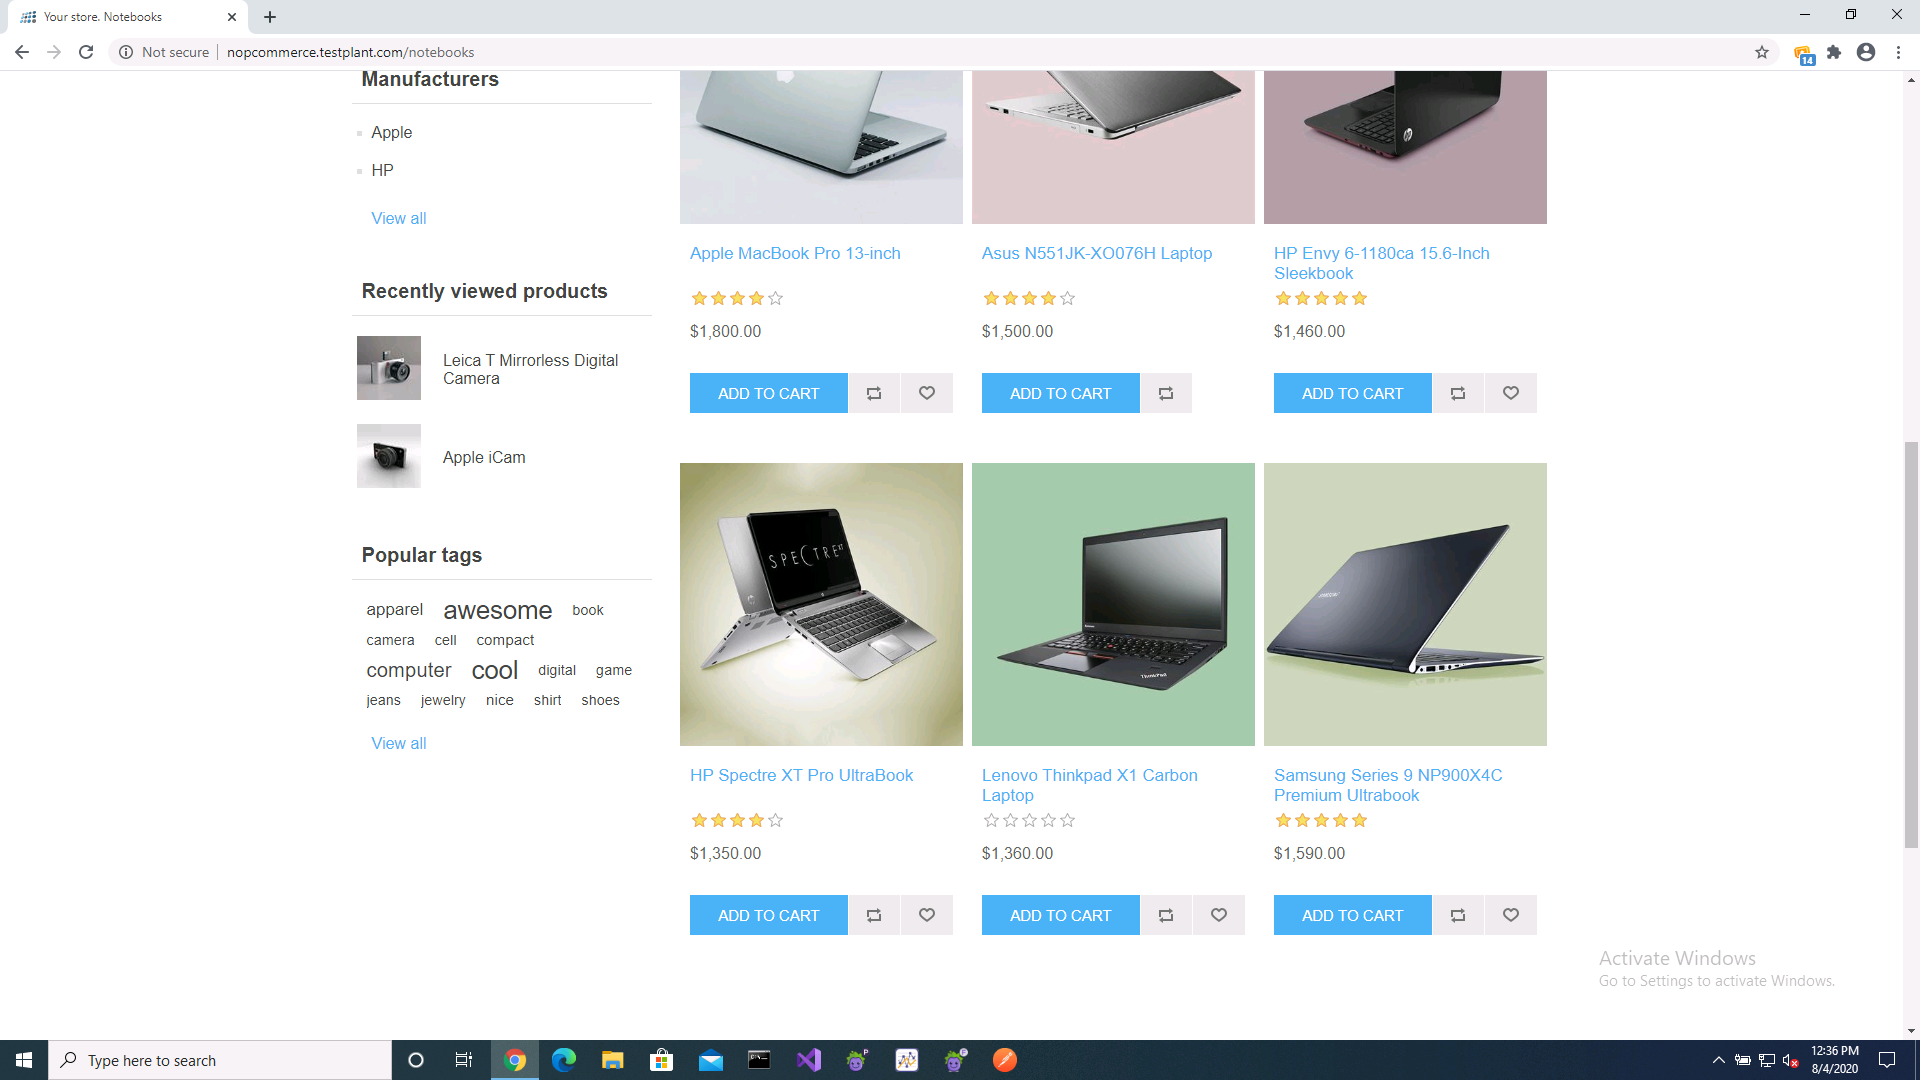 Your store. Notebooks
Not secure
nopcommerce.testplant.com/notebooks
14
Manufacturers
Apple
HP
View all
Recently viewed products
Leica T Mirrorless Digital
Camera
Apple iCam
Popular tags
apparel awesome book
camera cell compact
computer cool digital game
jeans jewelry nice shirt shoes
View all
Apple MacBook Pro 13-inch
$1,800.00
ADD TO CART
Asus N551JK-XO076H Laptop
$1,500.00
ADD TO CART
HP Envy 6-1180ca 15.6-Inch
Sleekbook
$1,460.00
ADD TO CART
SPECTRE XT
HP Spectre XT Pro UltraBook
$1,350.00
ADD TO CART
ThinkPad
Lenovo Thinkpad X1 Carbon
Laptop
$1,360.00
ADD TO CART
SAMSUNG
Samsung Series 9 NP900X4C
Premium Ultrabook
$1,590.00
ADD TO CART
Activate Windows
Go to Settings to activate Windows.
Type here to search
12:36 PM
8/4/2020